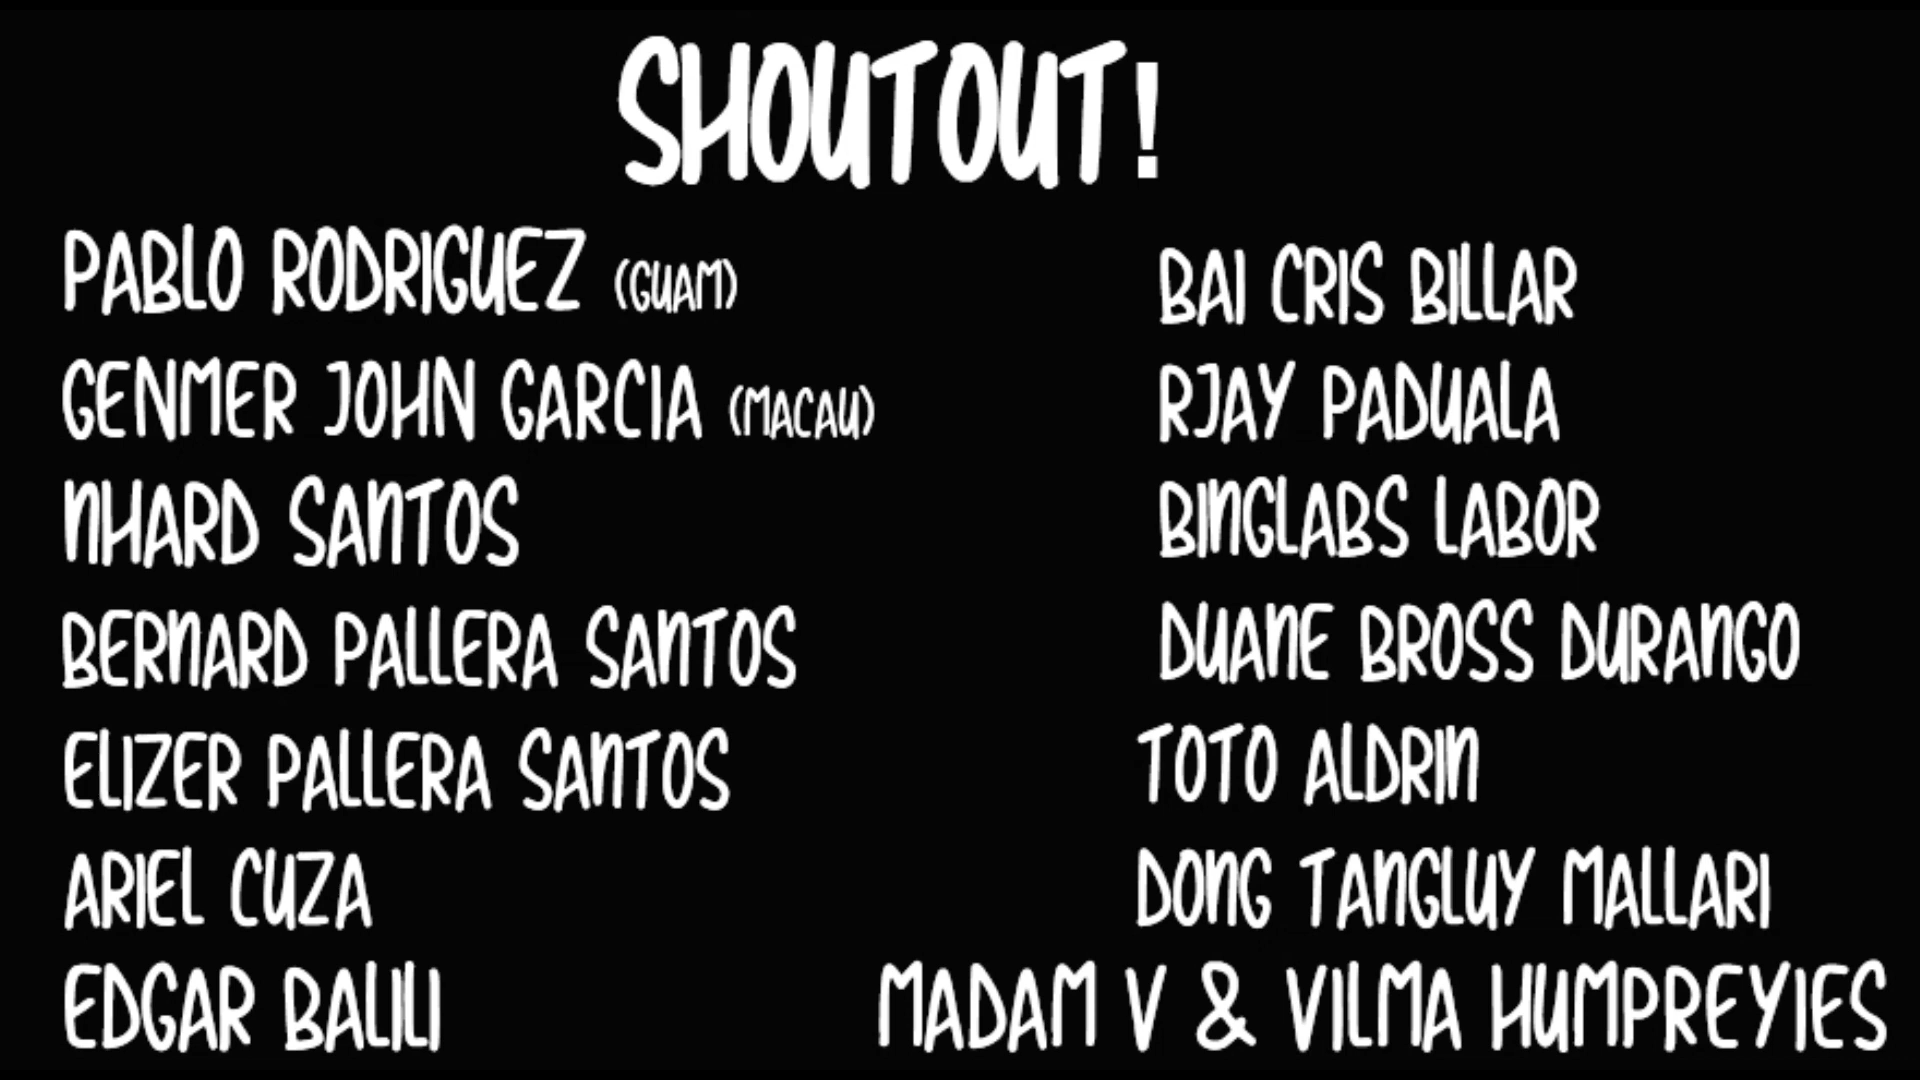 SHOUTOUT!
PABLO RODRIGUEZ (GUAM)
GENMER JOHN GARCIA (MACAU)
NHARD SANTOS
BERNARD PALLERA SANTOS
ELIZER PALLERA SANTOS
ARIEL CUZA
EDGAR BALILI
BAI CRIS BILLAR
RJAY PADUALA
BINGLABS LABOR
DUANE BROSS DURANGO
TOTO ALDRIN
DONG TANGLUY MALLARI
MADAM V & VILMA HUMPREYIES